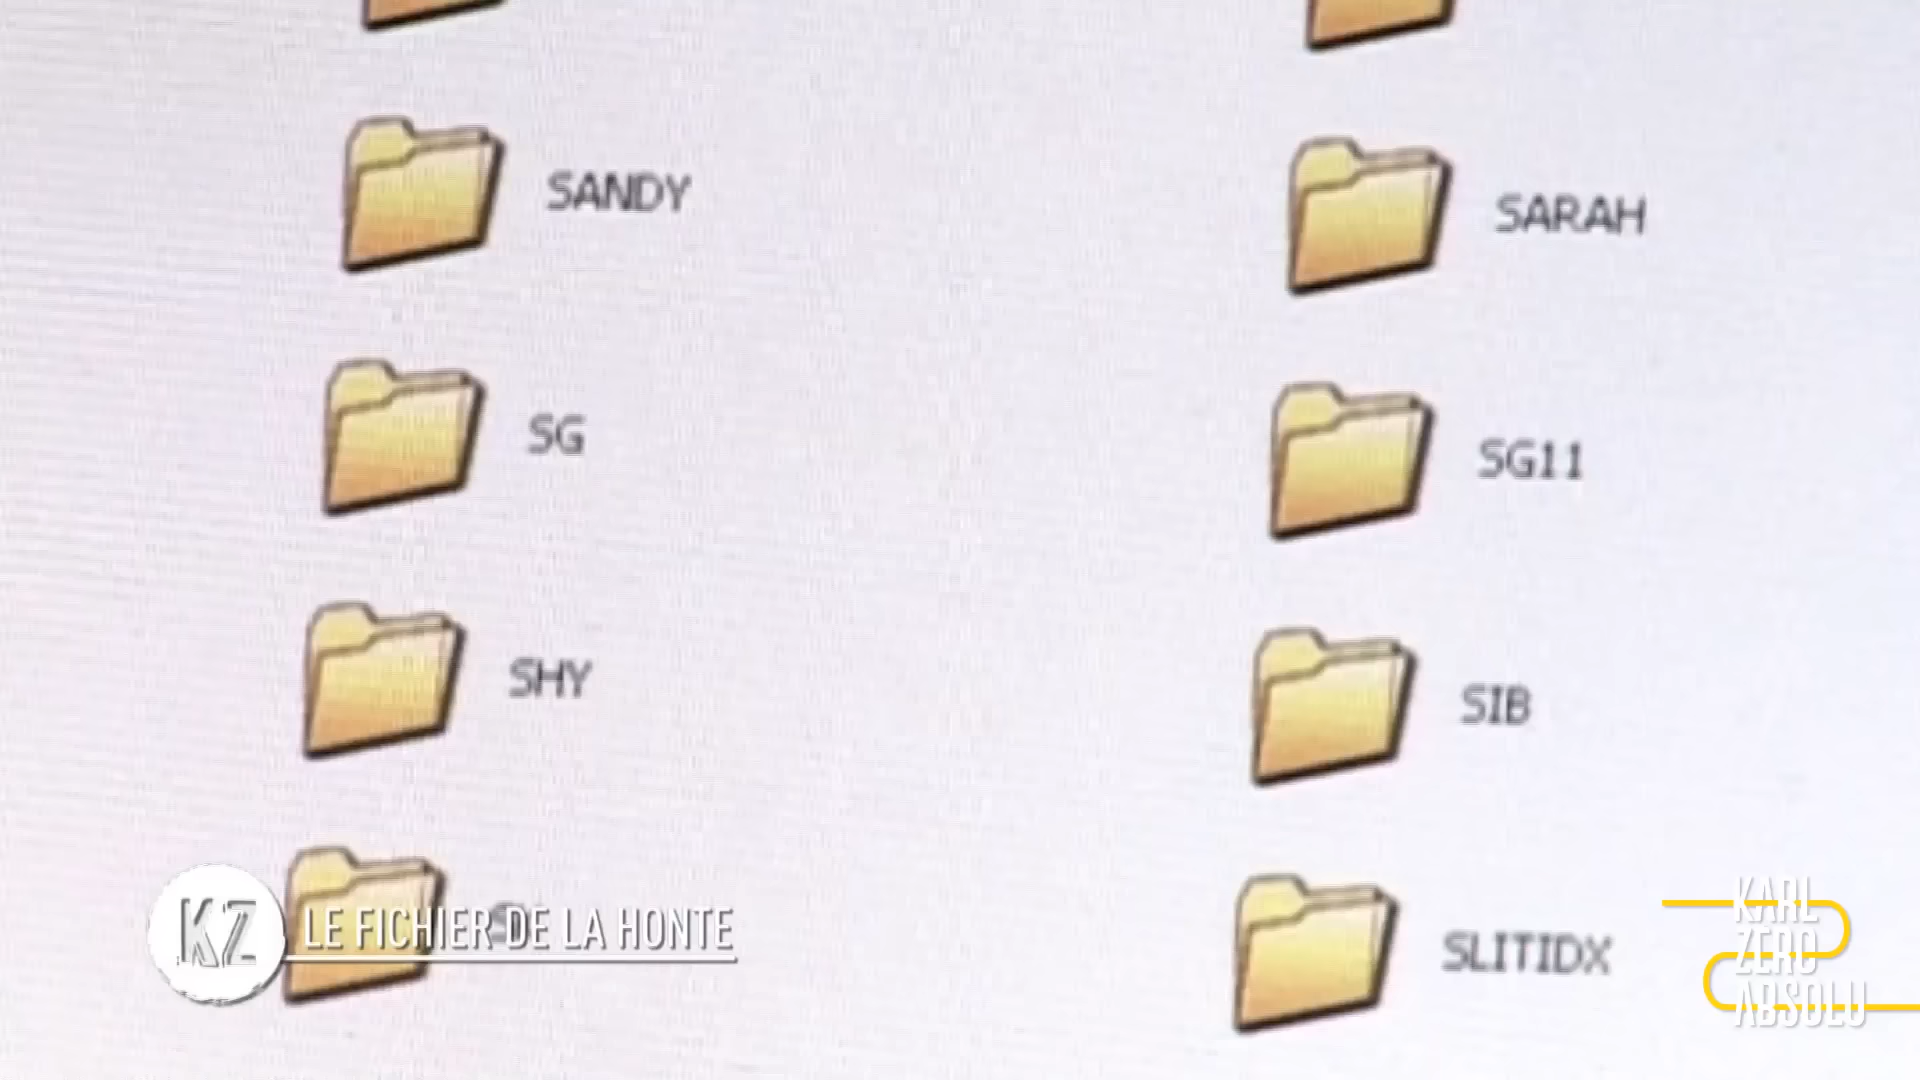 SANDY
SARAH
SG
SG11
SHY
SIB
SLITIDX
KZ
LE FICHIER DE LA HONTE
KARL
ZERO
ABSOLU